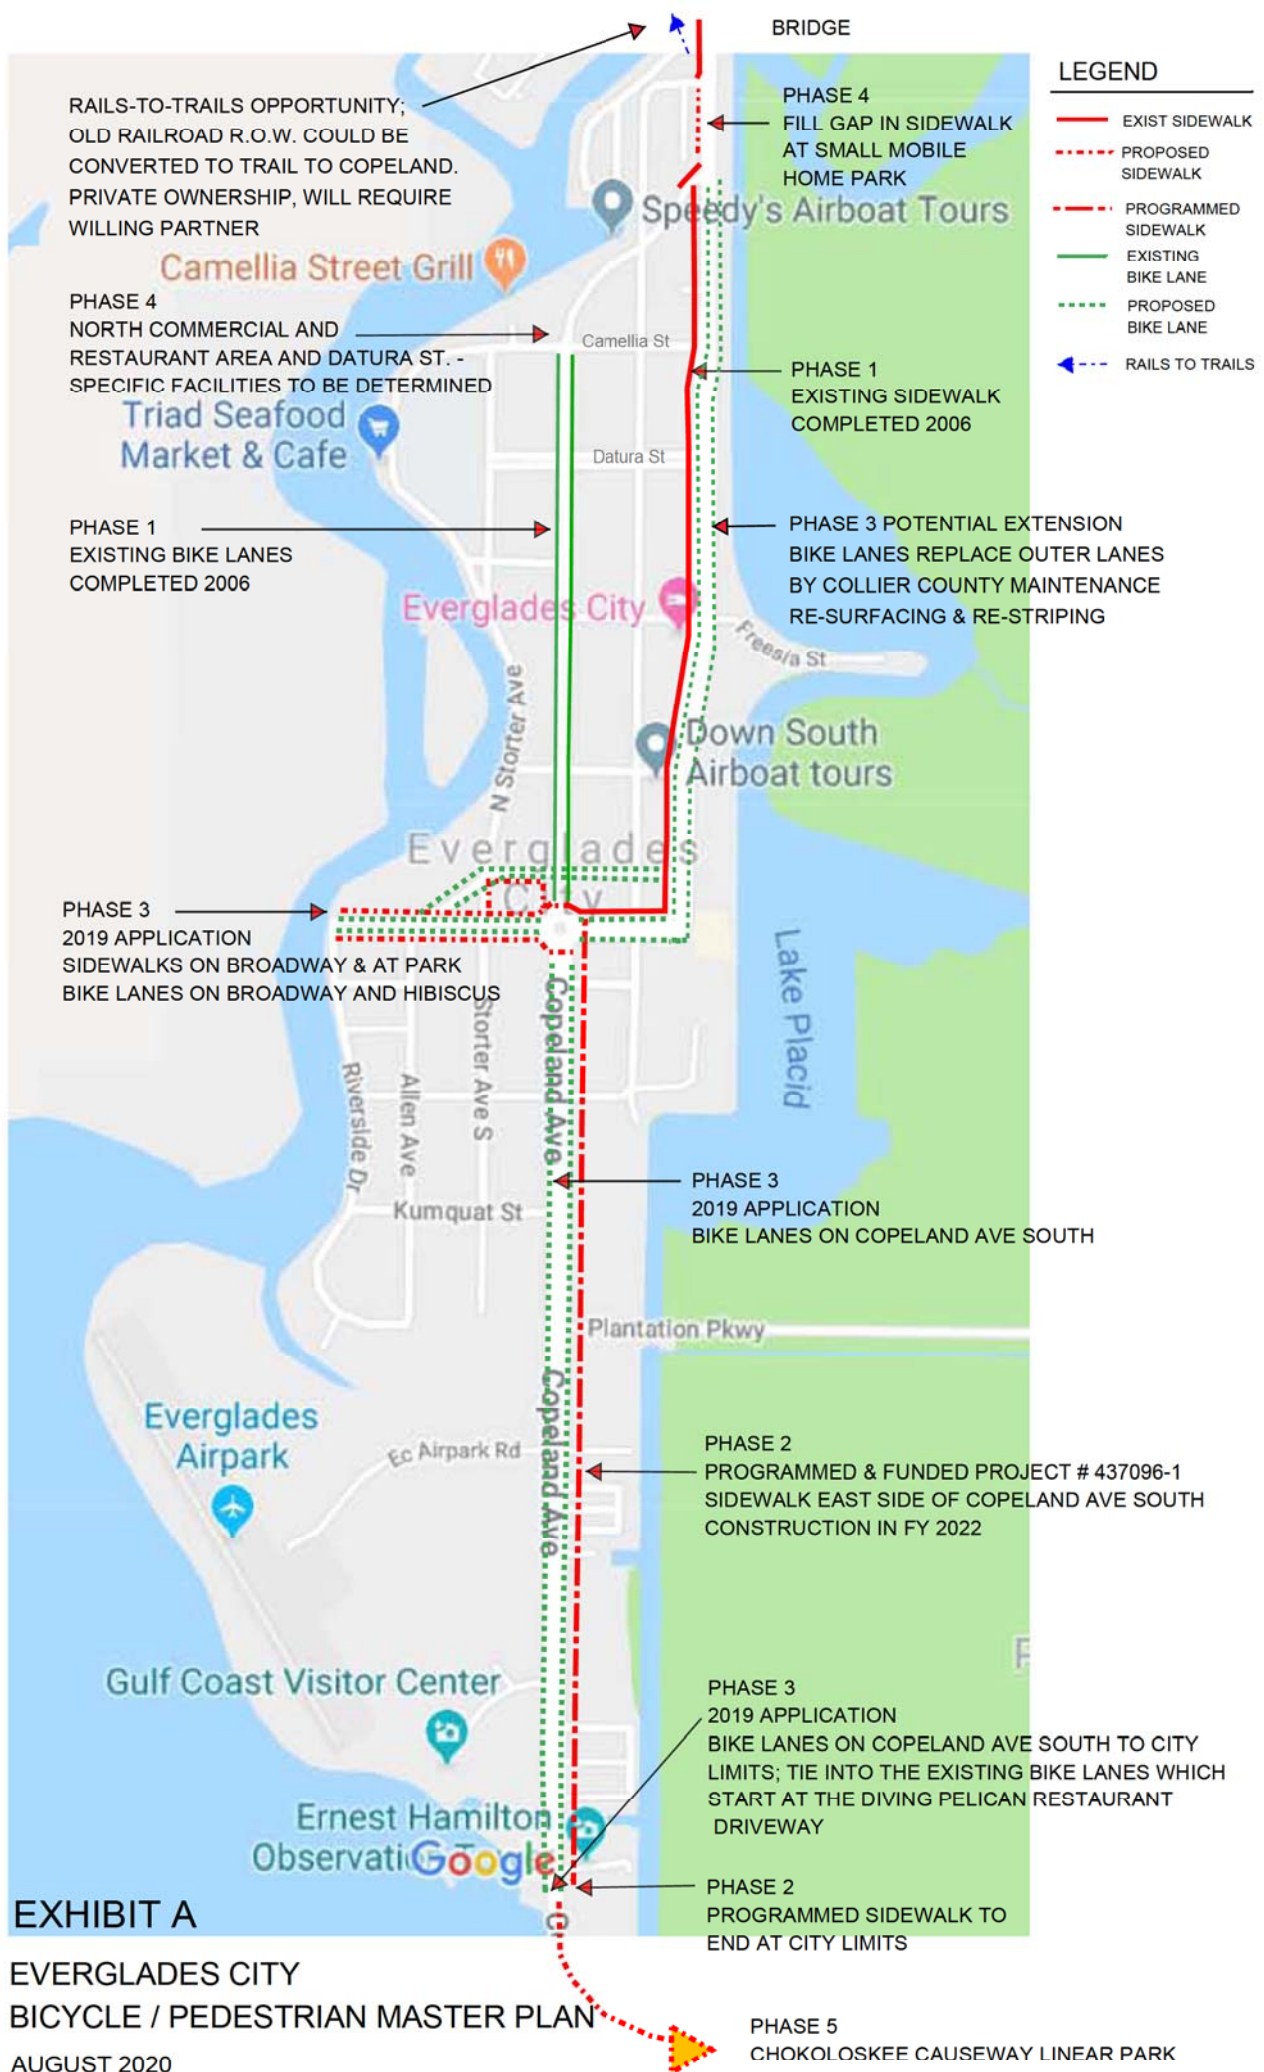 BRIDGE
LEGEND
EXIST SIDEWALK
PROPOSED
SIDEWALK
PROGRAMMED
SIDEWALK
EXISTING
BIKE LANE
PROPOSED
BIKE LANE
RAILS TO TRAILS
RAILS-TO-TRAILS OPPORTUNITY;
OLD RAILROAD R.O.W. COULD BE
CONVERTED TO TRAIL TO COPELAND.
PRIVATE OWNERSHIP, WILL REQUIRE
WILLING PARTNER
PHASE 4
FILL GAP IN SIDEWALK
AT SMALL MOBILE
HOME PARK
Speedy's Airboat Tours
Camellia Street Grill
PHASE 4
NORTH COMMERCIAL AND
RESTAURANT AREA AND DATURA ST. -
SPECIFIC FACILITIES TO BE DETERMINED
Camellia St
PHASE 1
EXISTING SIDEWALK
COMPLETED 2006
Triad Seafood
Market & Cafe
Datura St
PHASE 1
EXISTING BIKE LANES
COMPLETED 2006
PHASE 3 POTENTIAL EXTENSION
BIKE LANES REPLACE OUTER LANES
BY COLLIER COUNTY MAINTENANCE
RE-SURFACING & RE-STRIPING
Everglades City
Freesia St
N Storter Ave
Down South
Airboat tours
Everglades
City
PHASE 3
2019 APPLICATION
SIDEWALKS ON BROADWAY & AT PARK
BIKE LANES ON BROADWAY AND HIBISCUS
Lake Placid
Copeland Ave
Storter Ave S
Allen Ave
Riverside Dr
Kumquat St
PHASE 3
2019 APPLICATION
BIKE LANES ON COPELAND AVE SOUTH
Plantation Pkwy
Copeland Ave
Everglades
Airpark
Ec Airpark Rd
PHASE 2
PROGRAMMED & FUNDED PROJECT # 437096-1
SIDEWALK EAST SIDE OF COPELAND AVE SOUTH
CONSTRUCTION IN FY 2022
Gulf Coast Visitor Center
PHASE 3
2019 APPLICATION
BIKE LANES ON COPELAND AVE SOUTH TO CITY
LIMITS; TIE INTO THE EXISTING BIKE LANES WHICH
START AT THE DIVING PELICAN RESTAURANT
DRIVEWAY
Ernest Hamilton
Observati
Google
PHASE 2
PROGRAMMED SIDEWALK TO
END AT CITY LIMITS
EXHIBIT A
EVERGLADES CITY
BICYCLE / PEDESTRIAN MASTER PLAN
AUGUST 2020
PHASE 5
CHOKOLOSKEE CAUSEWAY LINEAR PARK